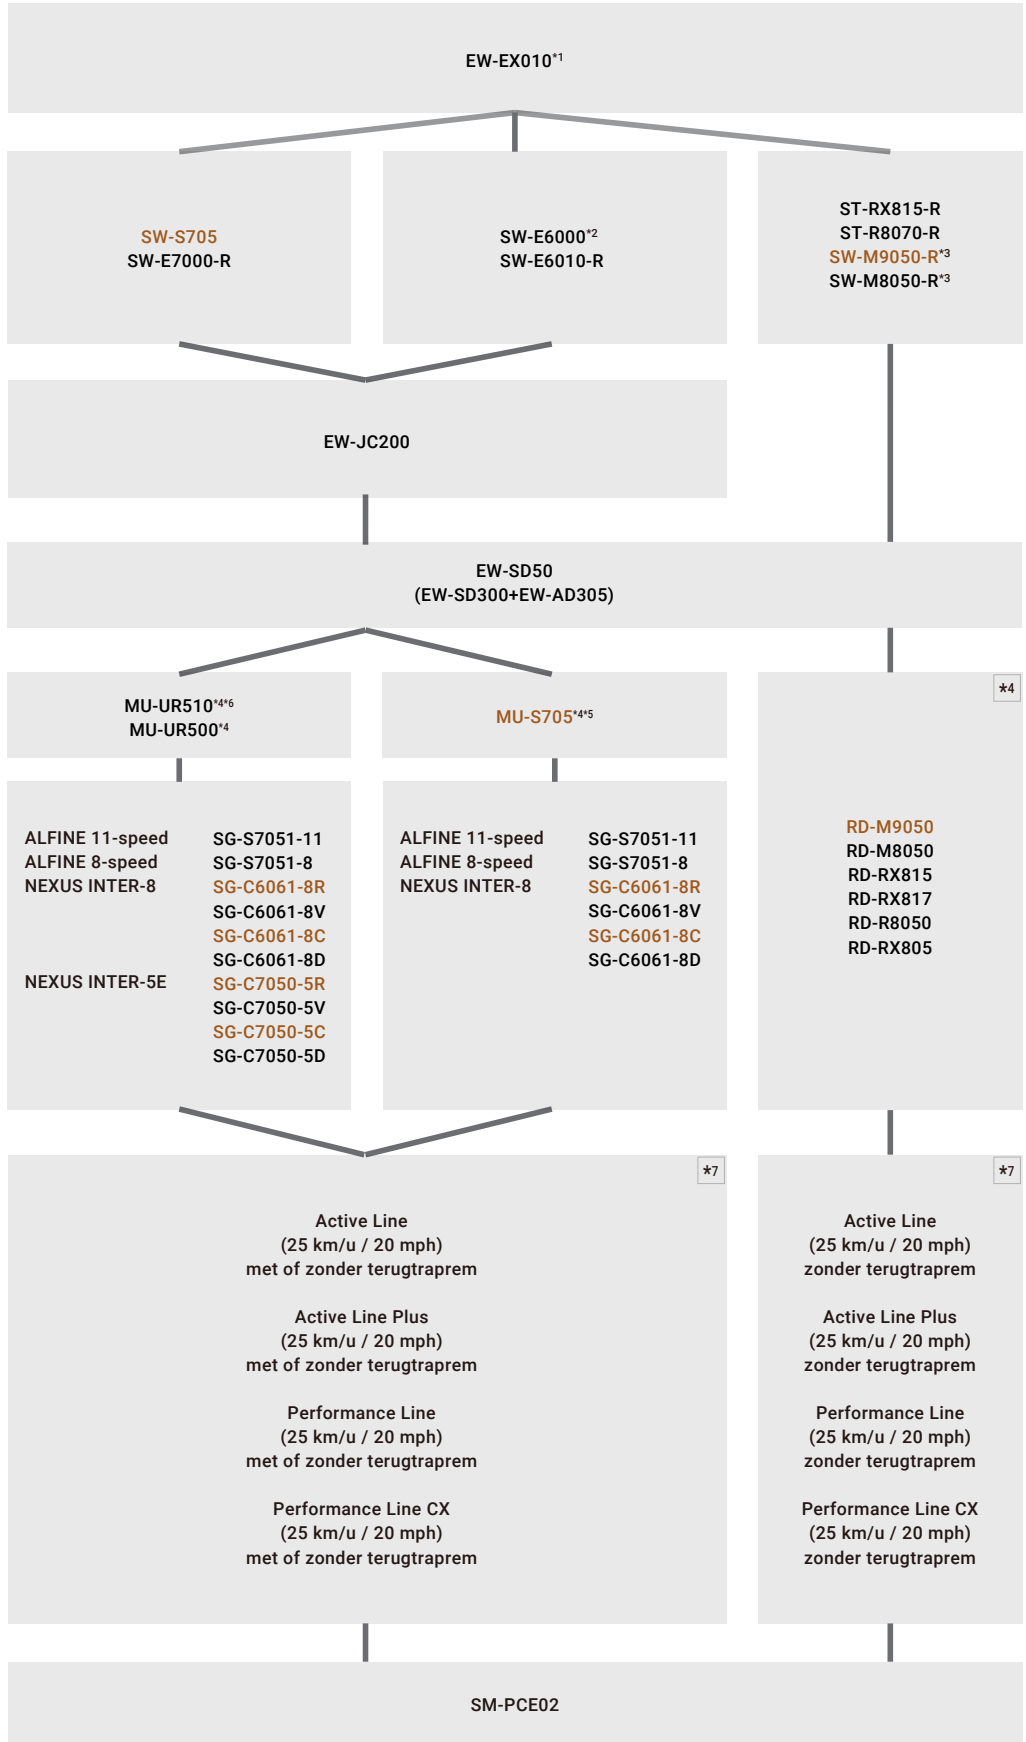 EW-EX010*1
SW-S705
SW-E7000-R
SW-E6000*2
SW-E6010-R
ST-RX815-R
ST-R8070-R
SW-M9050-R*3
SW-M8050-R*3
EW-JC200
EW-SD50
(EW-SD300+EW-AD305)
MU-UR510*4*6
MU-UR500*4
MU-S705*4*5
*4
ALFINE 11-speed SG-S7051-11
ALFINE 8-speed SG-S7051-8
NEXUS INTER-8 SG-C6061-8R
SG-C6061-8V
SG-C6061-8C
SG-C6061-8D
NEXUS INTER-5E SG-C7050-5R
SG-C7050-5V
SG-C7050-5C
SG-C7050-5D
ALFINE 11-speed SG-S7051-11
ALFINE 8-speed SG-S7051-8
NEXUS INTER-8 SG-C6061-8R
SG-C6061-8V
SG-C6061-8C
SG-C6061-8D
RD-M9050
RD-M8050
RD-RX815
RD-RX817
RD-R8050
RD-RX805
*7
Active Line
(25 km/u / 20 mph)
met of zonder terugtraprem
Active Line Plus
(25 km/u / 20 mph)
met of zonder terugtraprem
Performance Line
(25 km/u / 20 mph)
met of zonder terugtraprem
Performance Line CX
(25 km/u / 20 mph)
met of zonder terugtraprem
*7
Active Line
(25 km/u / 20 mph)
zonder terugtraprem
Active Line Plus
(25 km/u / 20 mph)
zonder terugtraprem
Performance Line
(25 km/u / 20 mph)
zonder terugtraprem
Performance Line CX
(25 km/u / 20 mph)
zonder terugtraprem
SM-PCE02